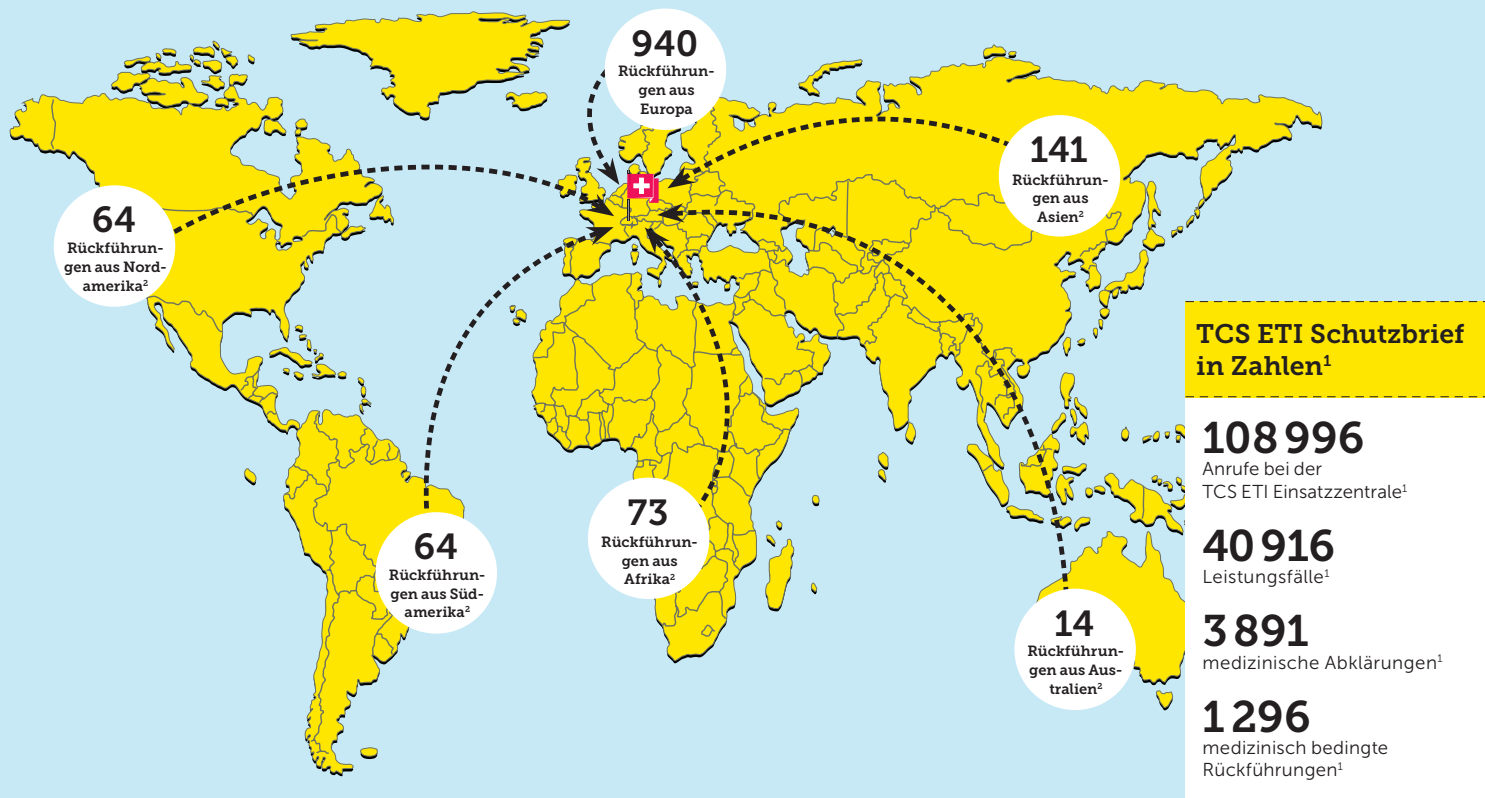 940
Rückführun-
gen aus
Europa
141
Rückführun-
gen aus
Asien²
64
Rückführun-
gen aus Nord-
amerika²
64
Rückführun-
gen aus Süd-
amerika²
73
Rückführun-
gen aus
Afrika²
14
Rückführun-
gen aus Aus-
tralien²
TCS ETI Schutzbrief
in Zahlen¹
108 996
Anrufe bei der
TCS ETI Einsatzzentrale¹
40 916
Leistungsfälle¹
3 891
medizinische Abklärungen¹
1 296
medizinisch bedingte
Rückführungen¹